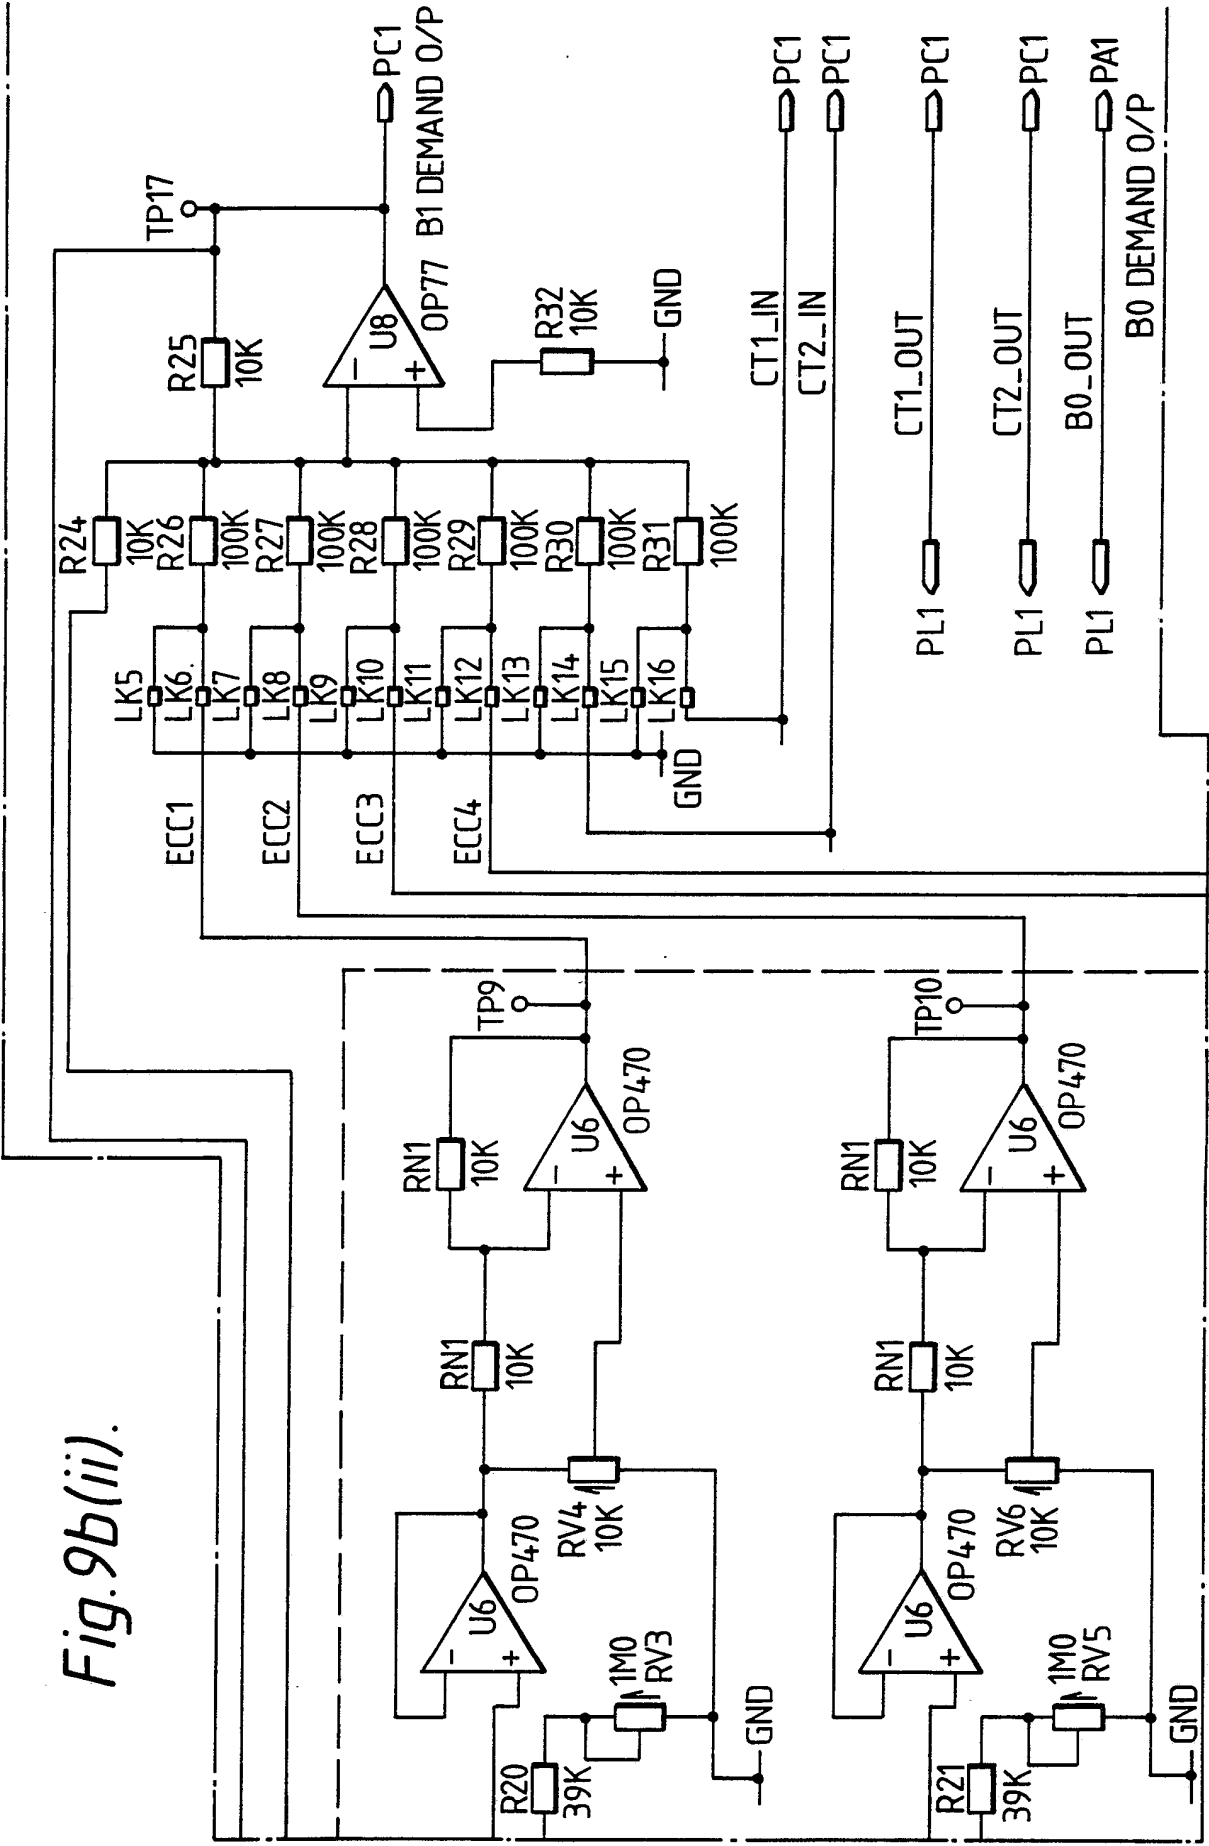 Fig.9b(ii).
R20
39K
1M0
RV3
GND
U6
OP470
RV4
10K
RN1
10K
RN1
10K
U6
OP470
TP9
R21
39K
1M0
RV5
GND
U6
OP470
RV6
10K
RN1
10K
RN1
10K
U6
OP470
TP10
ECC1
ECC2
ECC3
ECC4
GND
LK5
LK6.
LK7
LK8
LK9
LK10
LK11
LK12
LK13
LK14
LK15
LK16
R24
10K
R26
100K
R27
100K
R28
100K
R29
100K
R30
100K
R31
100K
R25
10K
TP17
U8
OP77
R32
10K
GND
PC1
B1 DEMAND O/P
CT1_IN
PC1
CT2_IN
PC1
PL1
CT1_OUT
PC1
PL1
CT2_OUT
PC1
PL1
B0_OUT
PA1
B0 DEMAND O/P